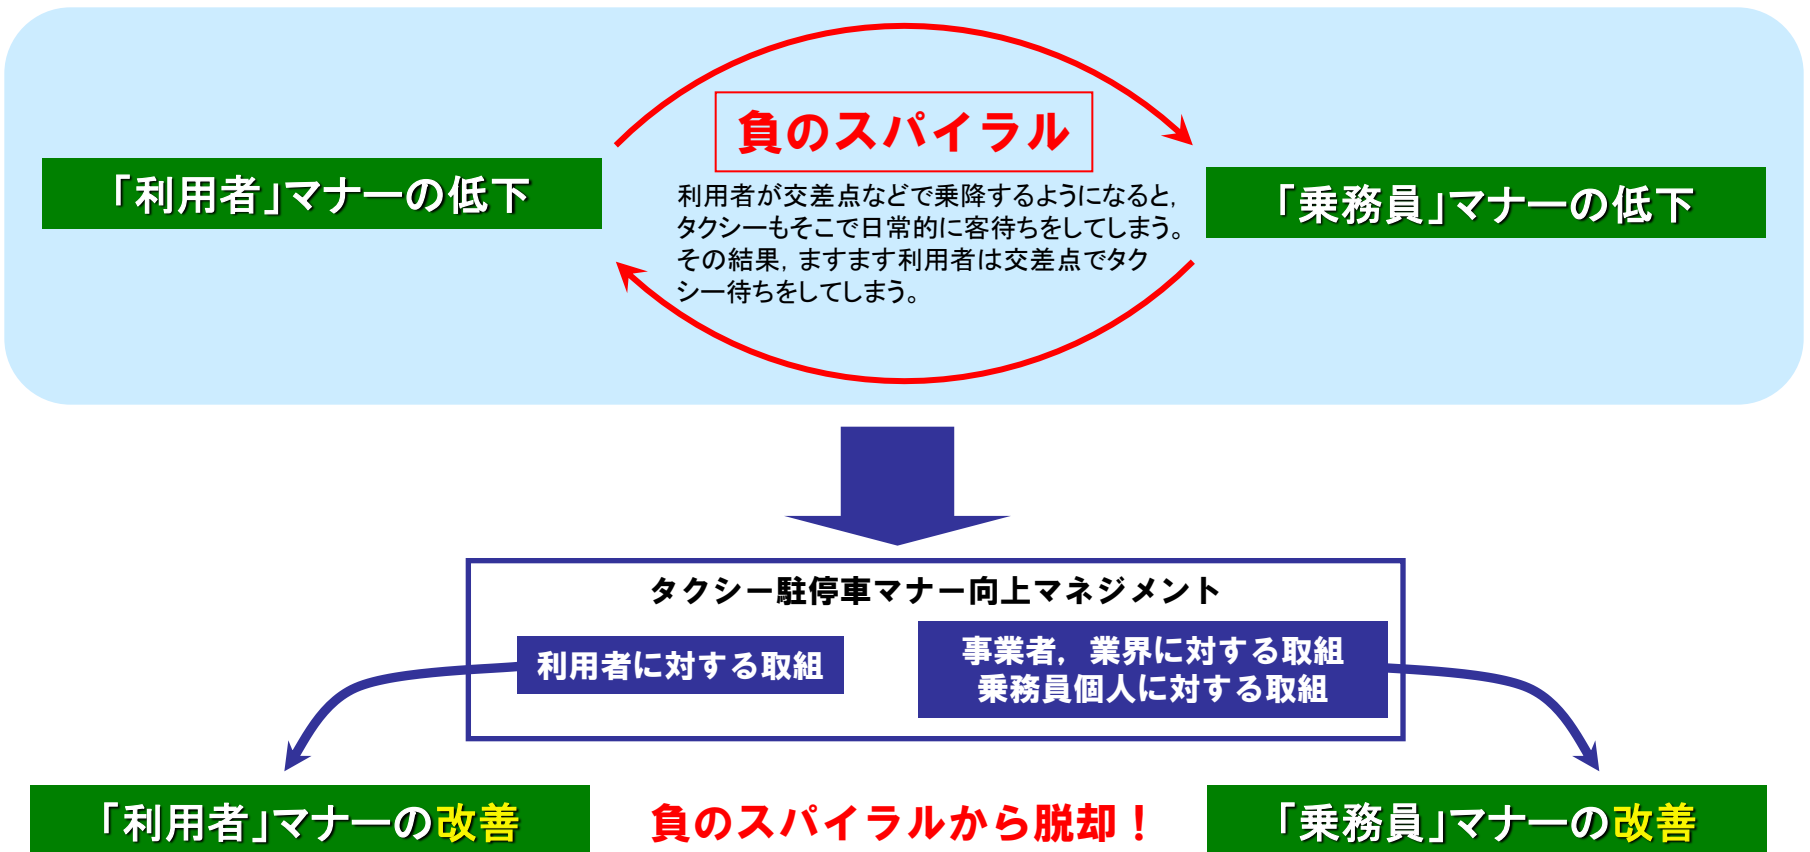 負のスパイラル
「利用者」マナーの低下
利用者が交差点などで乗降するようになると,
タクシーもそこで日常的に客待ちをしてしまう。
その結果,ますます利用者は交差点でタク
シー待ちをしてしまう。
「乗務員」マナーの低下
タクシー駐停車マナー向上マネジメント
利用者に対する取組
事業者,業界に対する取組
乗務員個人に対する取組
「利用者」マナーの改善
負のスパイラルから脱却！
「乗務員」マナーの改善